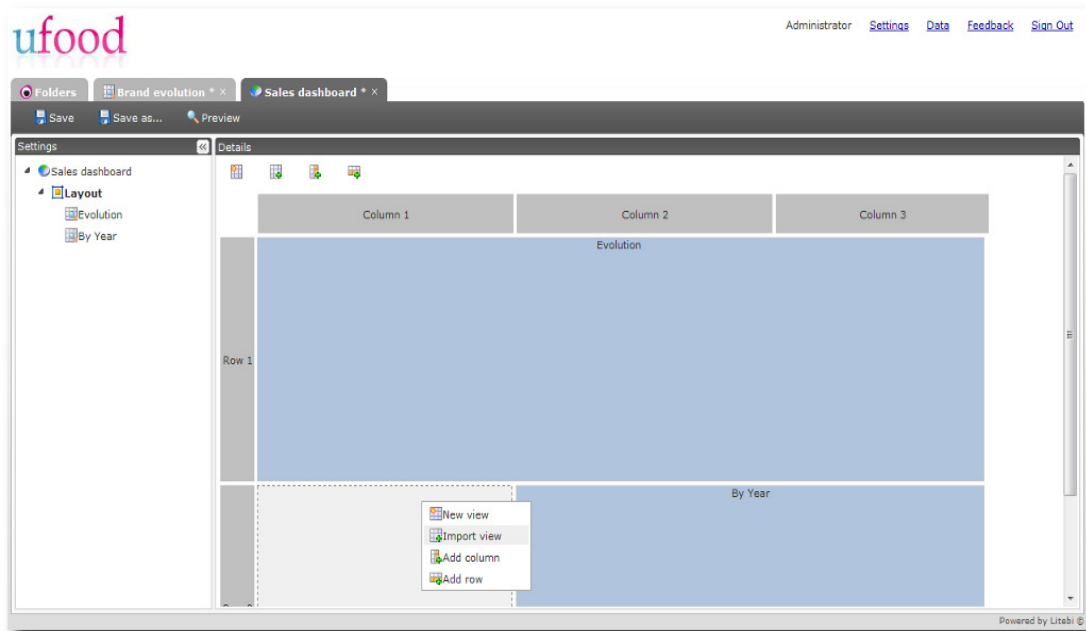 ufood
Administrator Settings Data Feedback Sign Out
Folders Brand evolution * × Sales dashboard * ×
Save Save as... Preview
Settings « Details
Sales dashboard
Layout
Evolution
By Year
Column 1 Column 2 Column 3
Evolution
Row 1
By Year
New view
Import view
Add column
Add row
Powered by Litebi ©